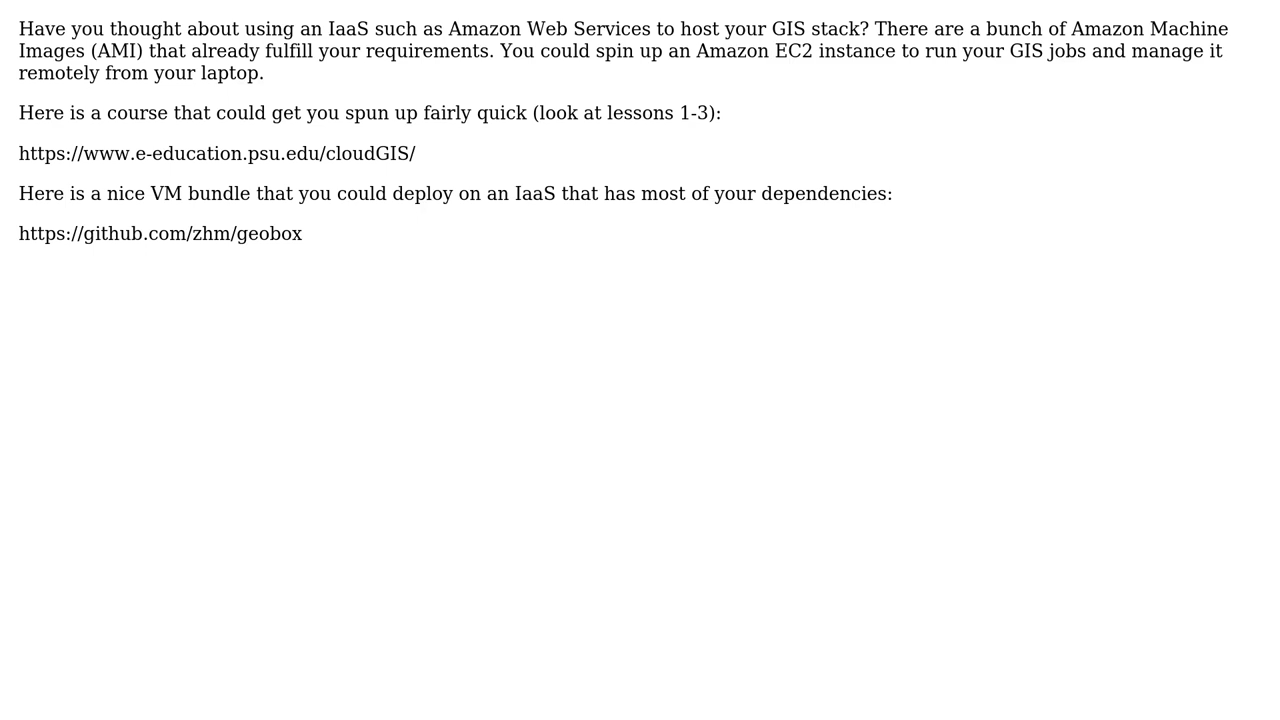 Have you thought about using an IaaS such as Amazon Web Services to host your GIS stack? There are a bunch of Amazon Machine
Images (AMI) that already fulfill your requirements. You could spin up an Amazon EC2 instance to run your GIS jobs and manage it
remotely from your laptop.
Here is a course that could get you spun up fairly quick (look at lessons 1-3):
https://www.e-education.psu.edu/cloudGIS/
Here is a nice VM bundle that you could deploy on an IaaS that has most of your dependencies:
https://github.com/zhm/geobox